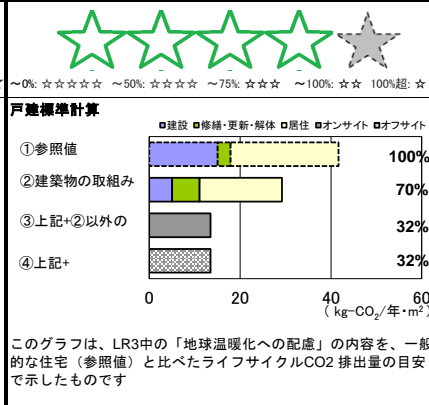 ～0%: ☆☆☆☆☆ ～50%: ☆☆☆☆ ～75%: ☆☆☆ ～100%: ☆☆ 100%超: ☆
戸建標準計算
■建設 ■修繕・更新・解体 □居住 ■オンサイト ■オフサイト
①参照値 100%
②建築物の取組み 70%
③上記+②以外の 32%
④上記+ 32%
0 20 40 60
( kg-CO₂/年・m²)
このグラフは、LR3中の「地球温暖化への配慮」の内容を、一般
的な住宅（参照値）と比べたライフサイクルCO2 排出量の目安
で示したものです